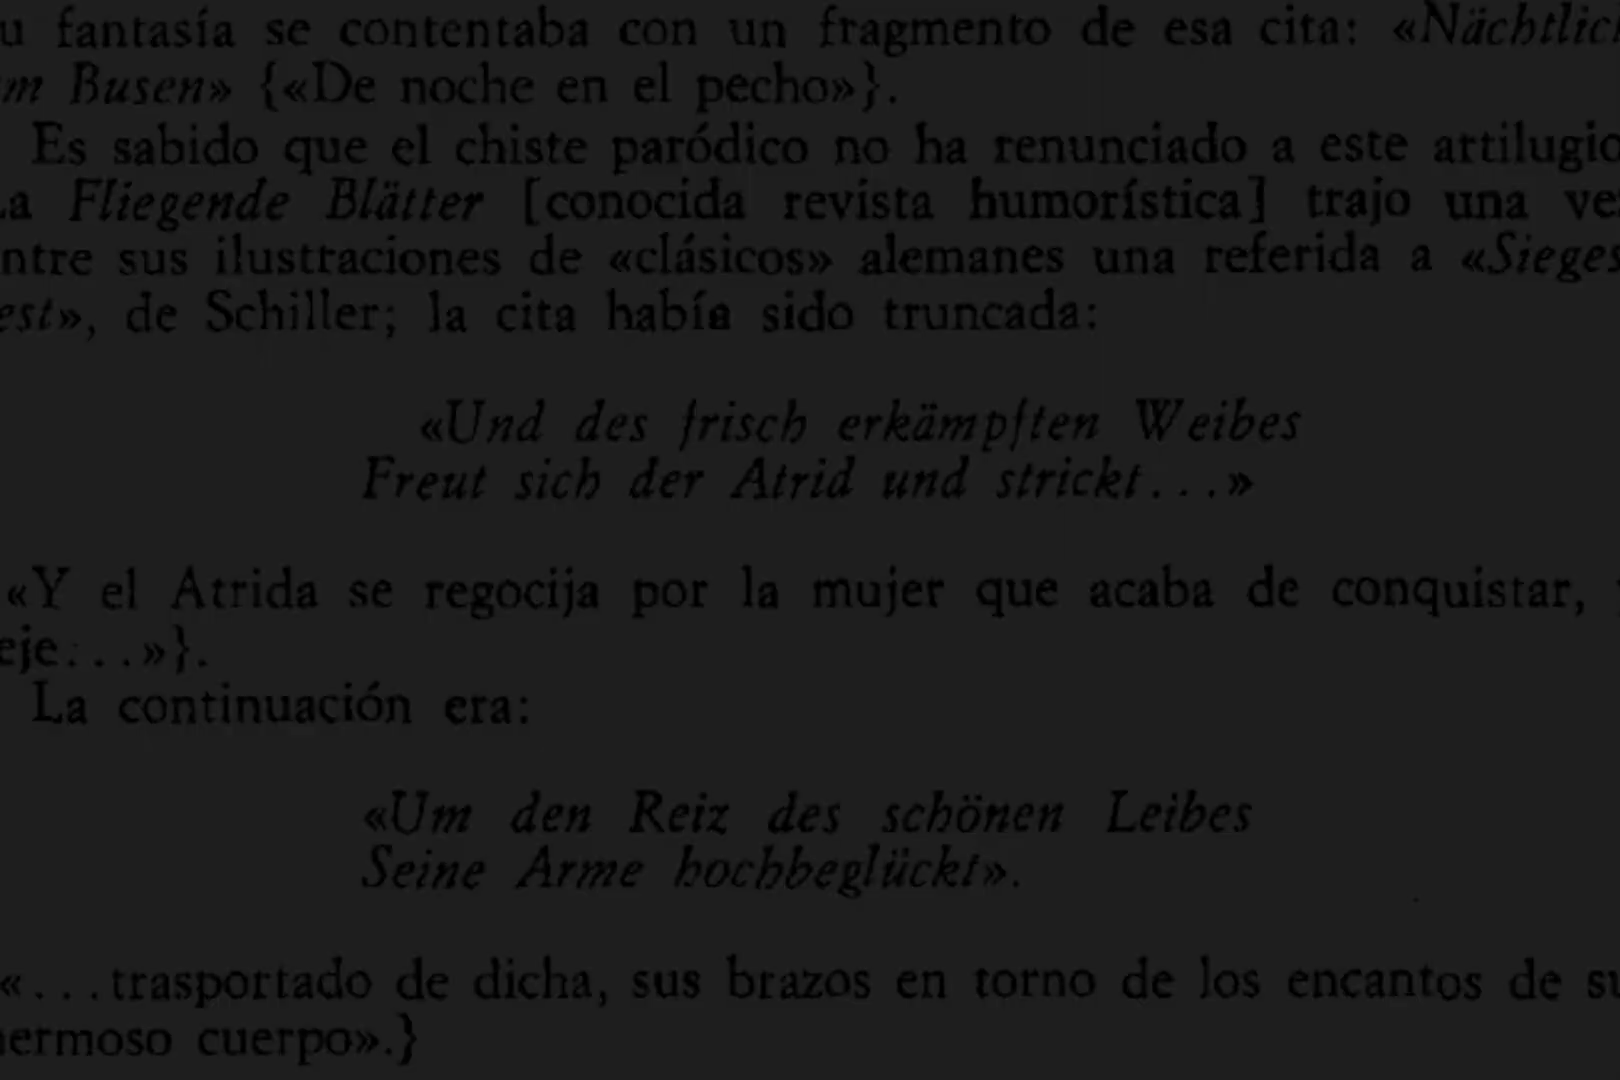 u fantasía se contentaba con un fragmento de esa cita: «Nächtlich
m Busen» {«De noche en el pecho»}.
Es sabido que el chiste paródico no ha renunciado a este artilugio
a Fliegende Blätter [conocida revista humorística] trajo una ve
ntre sus ilustraciones de «clásicos» alemanes una referida a «Sieges
est», de Schiller; la cita había sido truncada:
«Und des frisch erkämpften Weibes
Freut sich der Atrid und strickt...»
«Y el Atrida se regocija por la mujer que acaba de conquistar,
eje...»}.
La continuación era:
«Um den Reiz des schönen Leibes
Seine Arme hochbeglückt».
«...trasportado de dicha, sus brazos en torno de los encantos de su
hermoso cuerpo».}